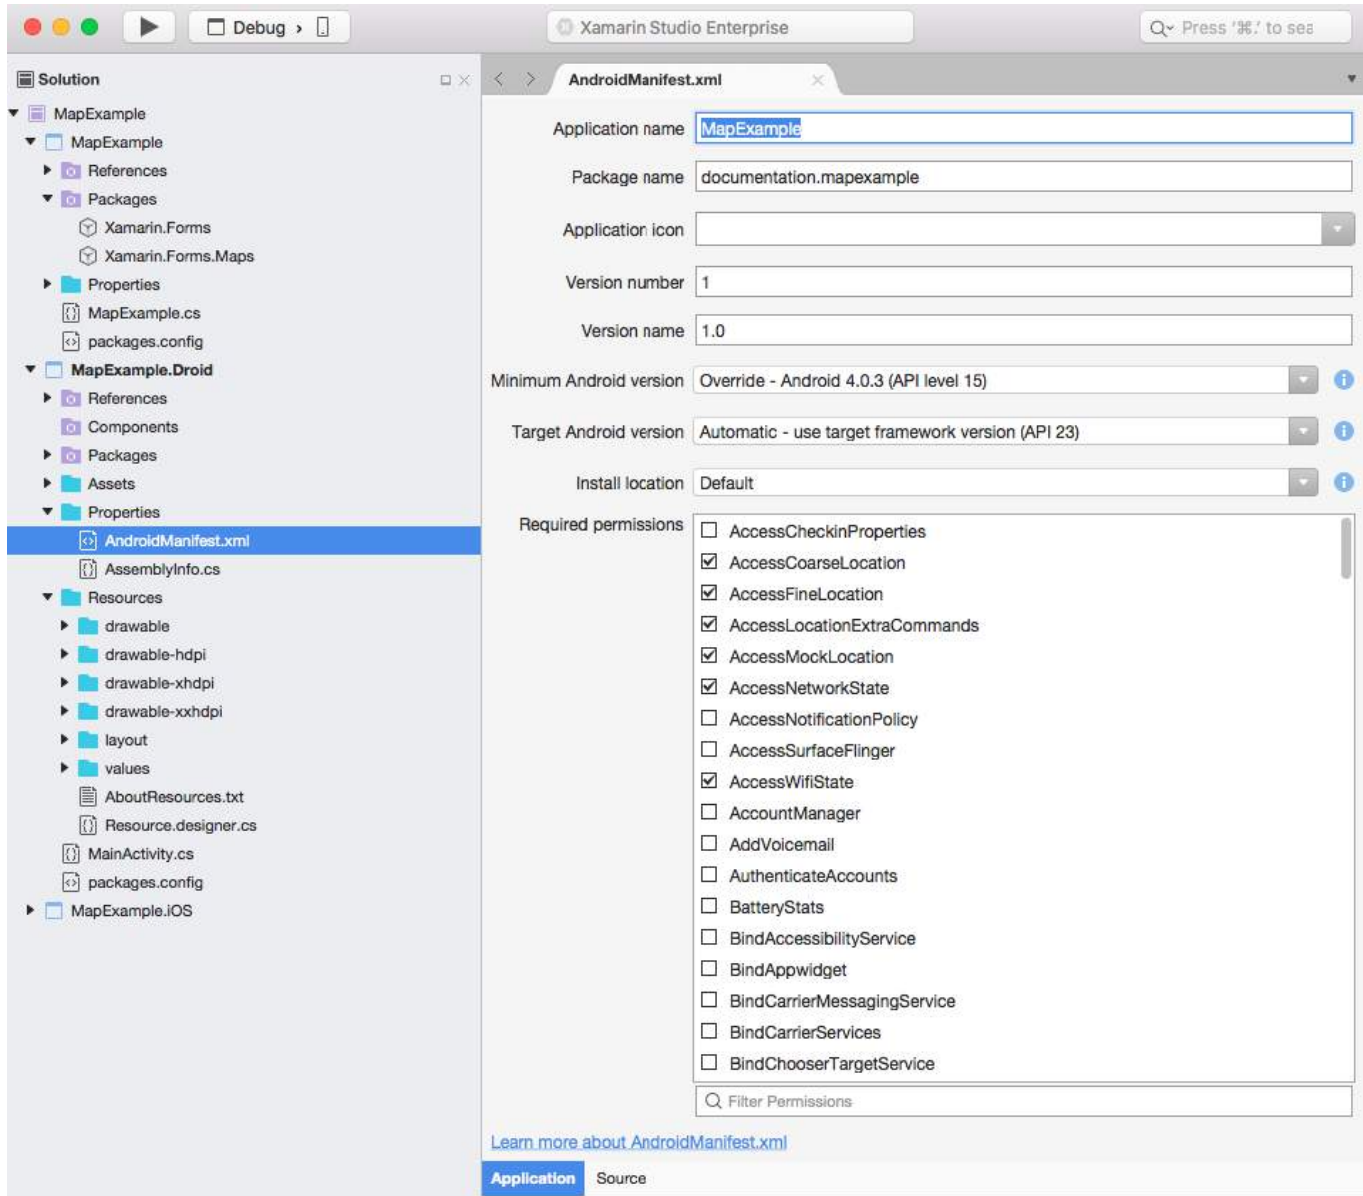 Debug
Xamarin Studio Enterprise
Press '⌘.' to sea
Solution
MapExample
MapExample
References
Packages
Xamarin.Forms
Xamarin.Forms.Maps
Properties
MapExample.cs
packages.config
MapExample.Droid
References
Components
Packages
Assets
Properties
AndroidManifest.xml
AssemblyInfo.cs
Resources
drawable
drawable-hdpi
drawable-xhdpi
drawable-xxhdpi
layout
values
AboutResources.txt
Resource.designer.cs
MainActivity.cs
packages.config
MapExample.iOS
AndroidManifest.xml
Application name MapExample
Package name documentation.mapexample
Application icon
Version number 1
Version name 1.0
Minimum Android version Override - Android 4.0.3 (API level 15)
Target Android version Automatic - use target framework version (API 23)
Install location Default
Required permissions
AccessCheckinProperties
AccessCoarseLocation
AccessFineLocation
AccessLocationExtraCommands
AccessMockLocation
AccessNetworkState
AccessNotificationPolicy
AccessSurfaceFlinger
AccessWifiState
AccountManager
AddVoicemail
AuthenticateAccounts
BatteryStats
BindAccessibilityService
BindAppwidget
BindCarrierMessagingService
BindCarrierServices
BindChooserTargetService
Filter Permissions
Learn more about AndroidManifest.xml
Application Source